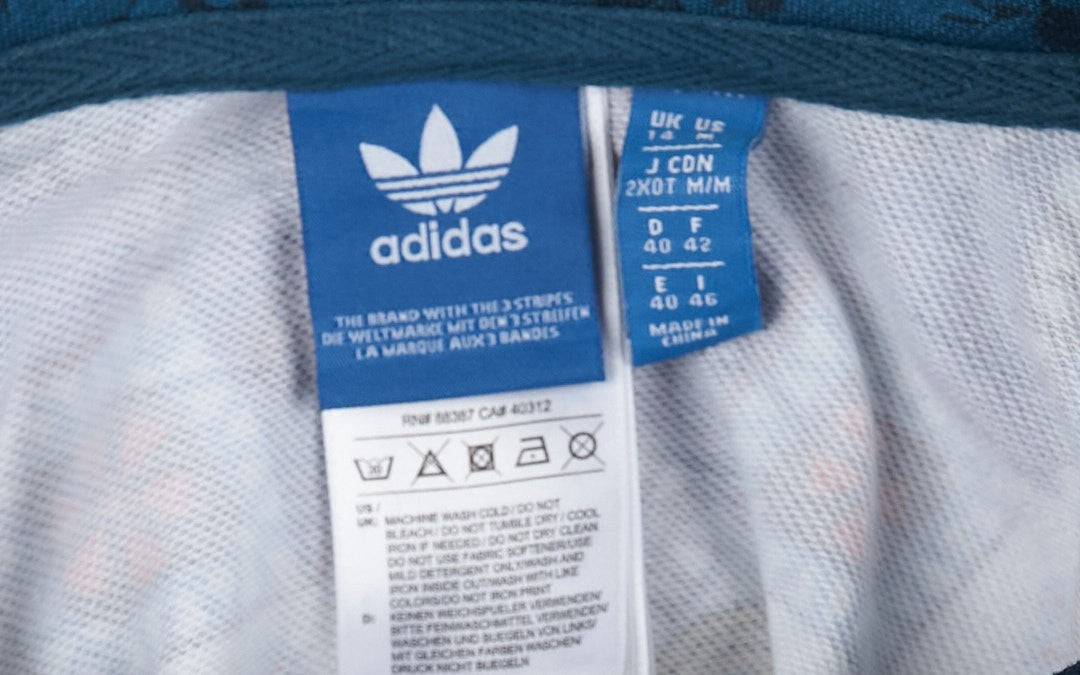 adidas
THE BRAND WITH THE 3 STRIPES
DIE WELTMARKE MIT DEN 3 STREIFEN
LA MARQUE AUX 3 BANDES
UK US
14 M
J CDN
2XOT M/M
D F
40 42
E I
40 46
MADE IN
CHINA
RN# 88387 CA# 40312
US /
UK: MACHINE WASH COLD / DO NOT
BLEACH / DO NOT TUMBLE DRY / COOL
IRON IF NEEDED / DO NOT DRY CLEAN
DO NOT USE FABRIC SOFTENER/USE
MILD DETERGENT ONLY/WASH AND
IRON INSIDE OUT/WASH WITH LIKE
COLORS/DO NOT IRON PRINT
D: KEINEN WEICHSPUELER VERWENDEN/
BITTE FEINWASCHMITTEL VERWENDEN/
WASCHEN UND BUEGELN VON LINKS/
MIT GLEICHEN FARBEN WASCHEN/
DRUCK NICHT BUEGELN